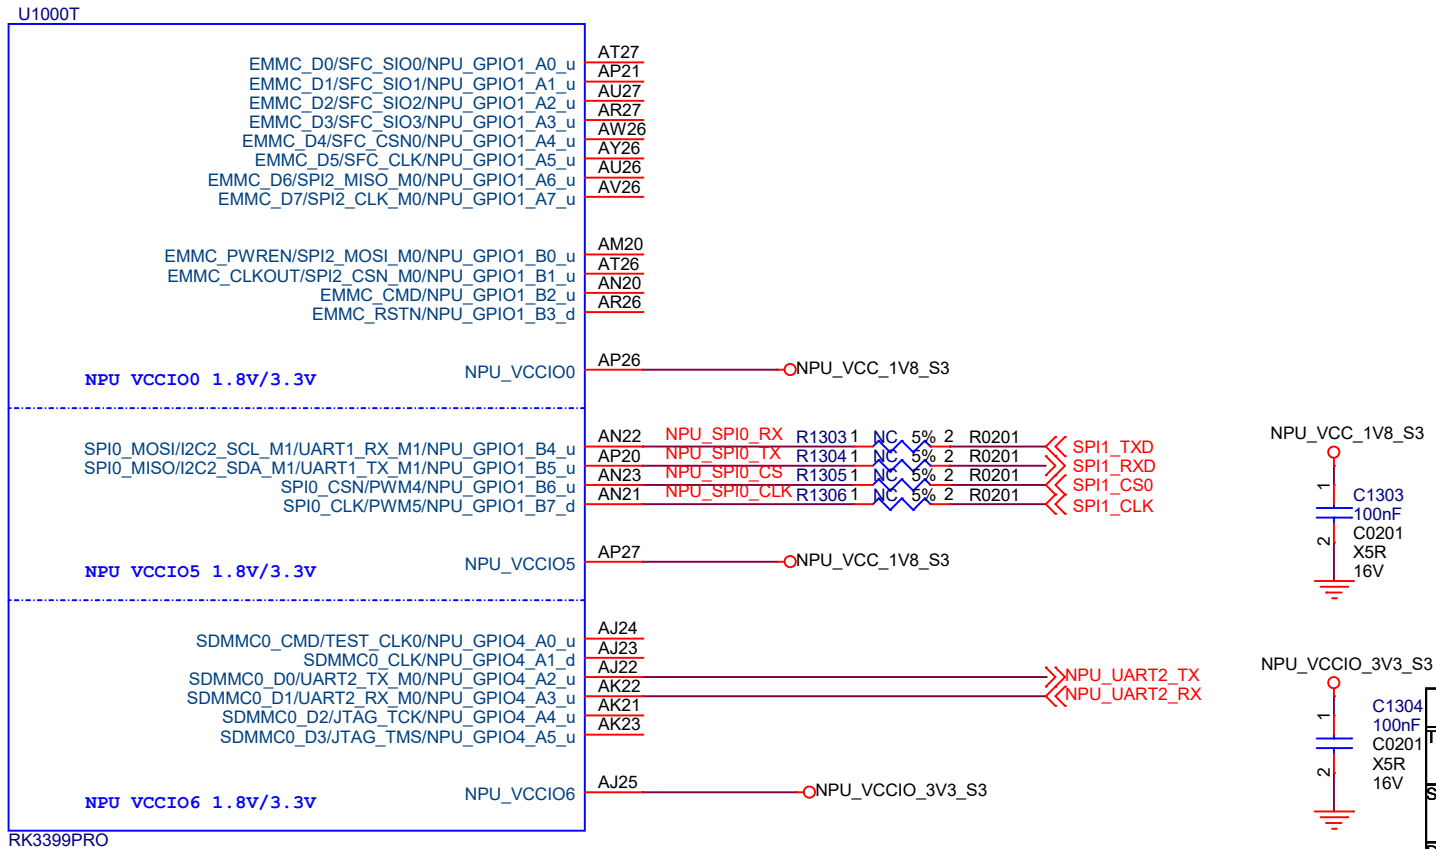 U1000T
EMMC_D0/SFC_SIO0/NPU_GPIO1_A0_u AT27
EMMC_D1/SFC_SIO1/NPU_GPIO1_A1_u AP21
EMMC_D2/SFC_SIO2/NPU_GPIO1_A2_u AU27
EMMC_D3/SFC_SIO3/NPU_GPIO1_A3_u AR27
EMMC_D4/SFC_CSN0/NPU_GPIO1_A4_u AW26
EMMC_D5/SFC_CLK/NPU_GPIO1_A5_u AY26
EMMC_D6/SPI2_MISO_M0/NPU_GPIO1_A6_u AU26
EMMC_D7/SPI2_CLK_M0/NPU_GPIO1_A7_u AV26
EMMC_PWREN/SPI2_MOSI_M0/NPU_GPIO1_B0_u AM20
EMMC_CLKOUT/SPI2_CSN_M0/NPU_GPIO1_B1_u AT26
EMMC_CMD/NPU_GPIO1_B2_u AN20
EMMC_RSTN/NPU_GPIO1_B3_d AR26
NPU VCCIO0 1.8V/3.3V NPU_VCCIO0 AP26 NPU_VCC_1V8_S3
SPI0_MOSI/I2C2_SCL_M1/UART1_RX_M1/NPU_GPIO1_B4_u AN22 NPU_SPI0_RX R1303 1 NC 5% 2 R0201 SPI1_TXD
SPI0_MISO/I2C2_SDA_M1/UART1_TX_M1/NPU_GPIO1_B5_u AP20 NPU_SPI0_TX R1304 1 NC 5% 2 R0201 SPI1_RXD
SPI0_CSN/PWM4/NPU_GPIO1_B6_u AN23 NPU_SPI0_CS R1305 1 NC 5% 2 R0201 SPI1_CS0
SPI0_CLK/PWM5/NPU_GPIO1_B7_d AN21 NPU_SPI0_CLK R1306 1 NC 5% 2 R0201 SPI1_CLK
NPU VCCIO5 1.8V/3.3V NPU_VCCIO5 AP27 NPU_VCC_1V8_S3
SDMMC0_CMD/TEST_CLK0/NPU_GPIO4_A0_u AJ24
SDMMC0_CLK/NPU_GPIO4_A1_d AJ23
SDMMC0_D0/UART2_TX_M0/NPU_GPIO4_A2_u AJ22 NPU_UART2_TX
SDMMC0_D1/UART2_RX_M0/NPU_GPIO4_A3_u AK22 NPU_UART2_RX
SDMMC0_D2/JTAG_TCK/NPU_GPIO4_A4_u AK21
SDMMC0_D3/JTAG_TMS/NPU_GPIO4_A5_u AK23
NPU VCCIO6 1.8V/3.3V NPU_VCCIO6 AJ25 NPU_VCCIO_3V3_S3
RK3399PRO
NPU_VCC_1V8_S3
1
C1303
100nF
C0201
2
X5R
16V
NPU_VCCIO_3V3_S3
1
C1304
100nF
C0201
2
X5R
16V